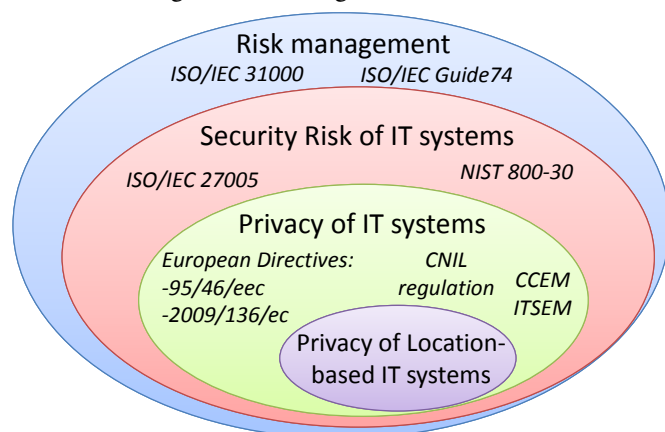 Risk management
ISO/IEC 31000 ISO/IEC Guide74
Security Risk of IT systems
ISO/IEC 27005 NIST 800-30
Privacy of IT systems
European Directives:
-95/46/eec
-2009/136/ec
CNIL
regulation
CCEM
ITSEM
Privacy of Location-
based IT systems